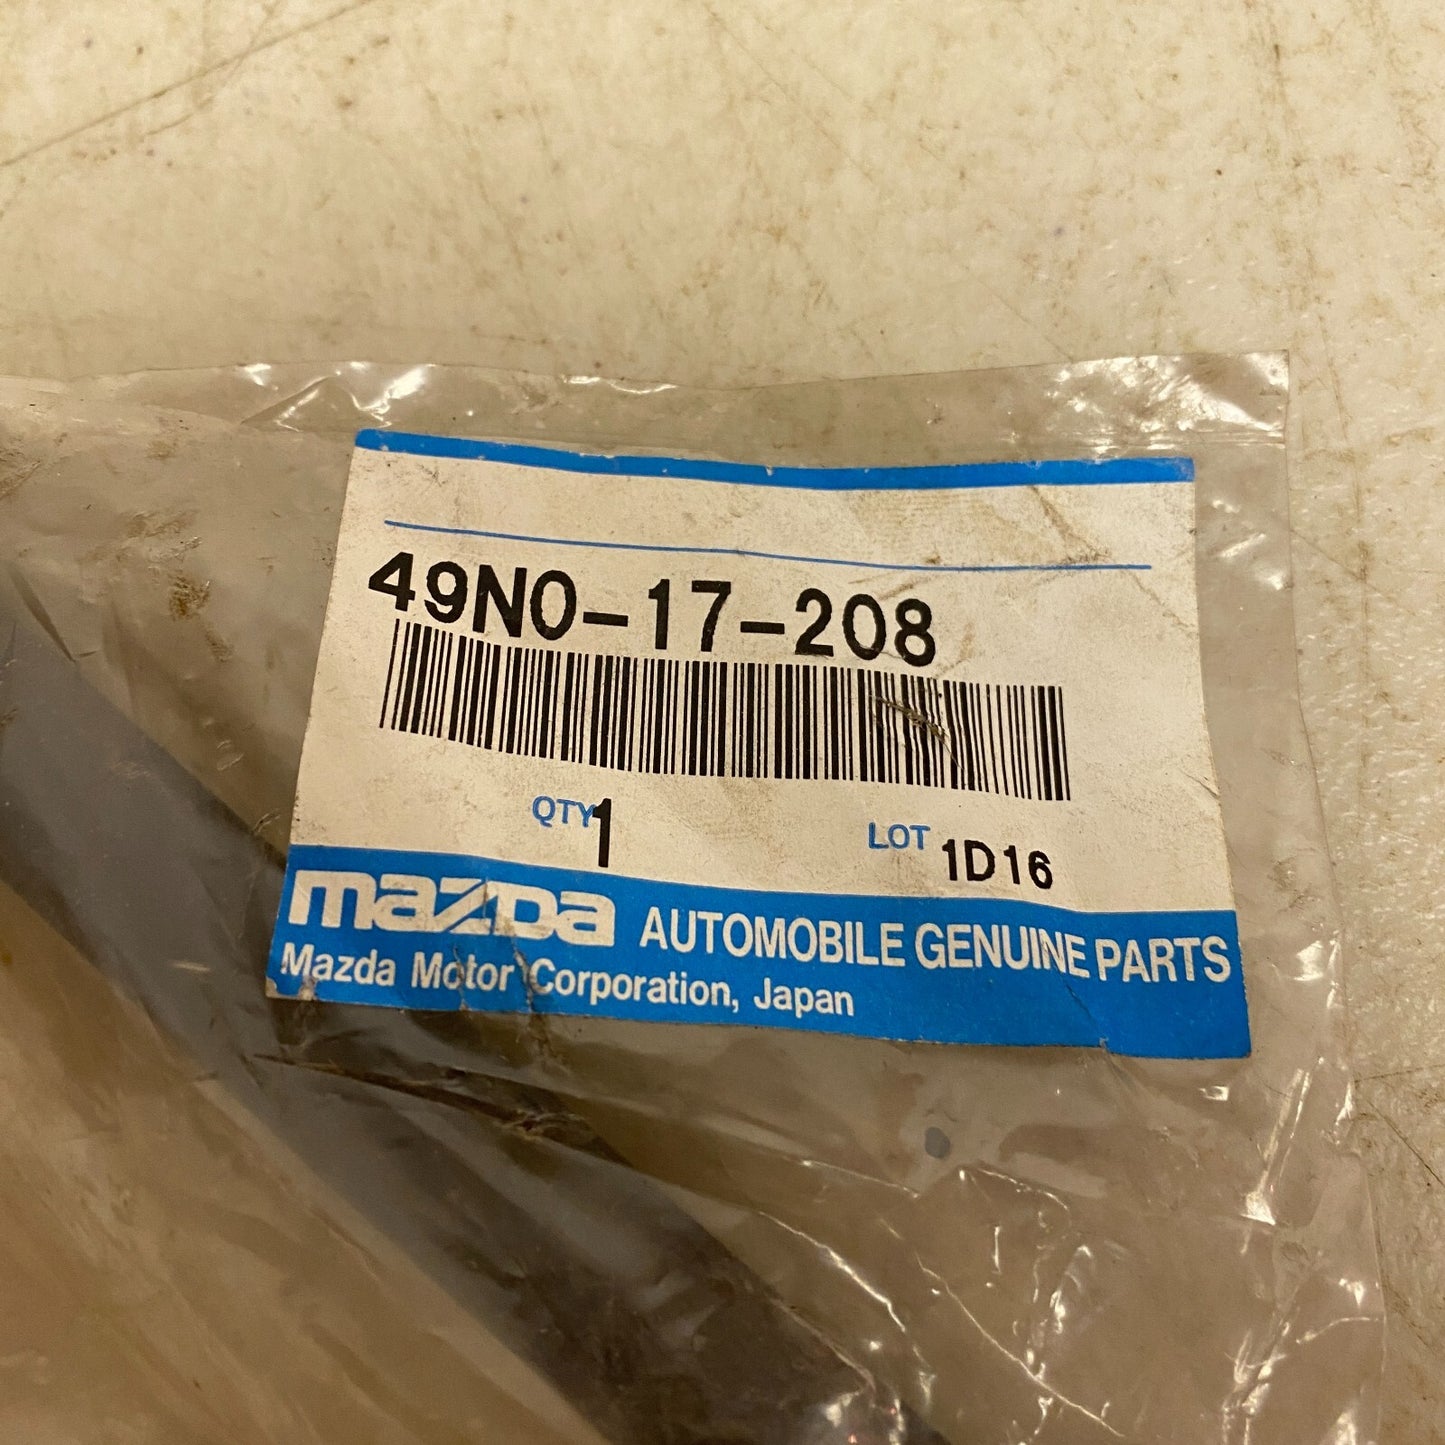 49N0-17-208
QTY 1 LOT 1D16
mazda AUTOMOBILE GENUINE PARTS
Mazda Motor Corporation, Japan